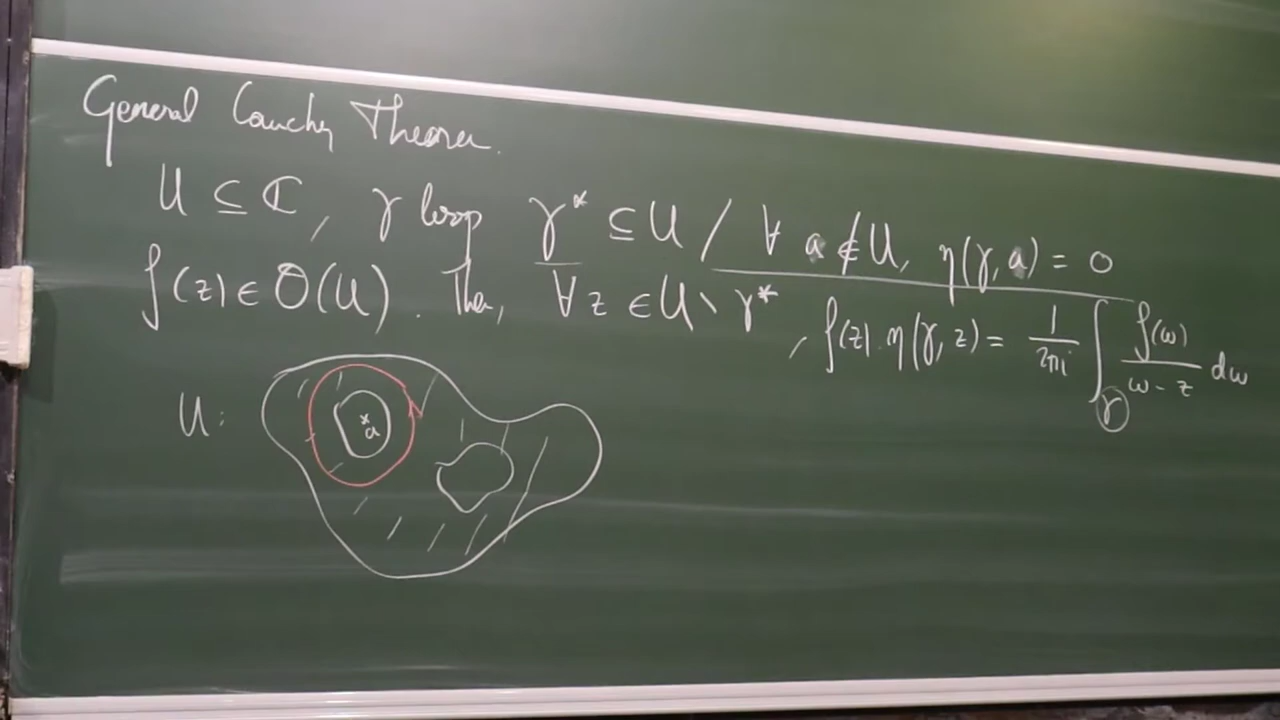 General Cauchy Theorem.
U ⊆ ℂ, γ loop γ* ⊆ U / ∀ a ∉ U, η(γ, a) = 0
f(z) ∈ O(U). Then, ∀ z ∈ U \ γ*, f(z).η(γ, z) = 1/2πi ∫_γ f(ω)/(ω - z) dω
U:
a